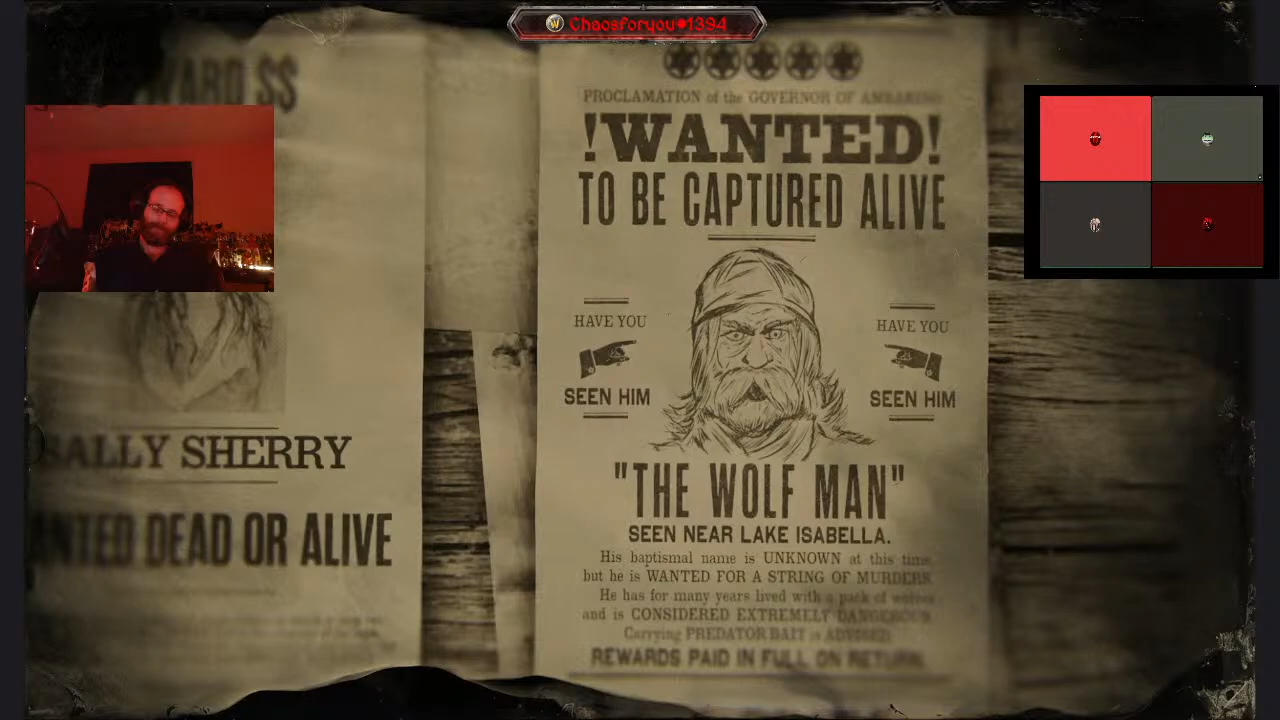 Chaosforyou#1394
WARD $$
SALLY SHERRY
WANTED DEAD OR ALIVE
PROCLAMATION of the GOVERNOR OF AMBARINO
!WANTED!
TO BE CAPTURED ALIVE
HAVE YOU
SEEN HIM
HAVE YOU
SEEN HIM
"THE WOLF MAN"
SEEN NEAR LAKE ISABELLA.
His baptismal name is UNKNOWN at this time,
but he is WANTED FOR A STRING OF MURDERS.
He has for many years lived with a pack of wolves
and is CONSIDERED EXTREMELY DANGEROUS.
Carrying PREDATOR BAIT is ADVISED.
REWARDS PAID IN FULL ON RETURN.